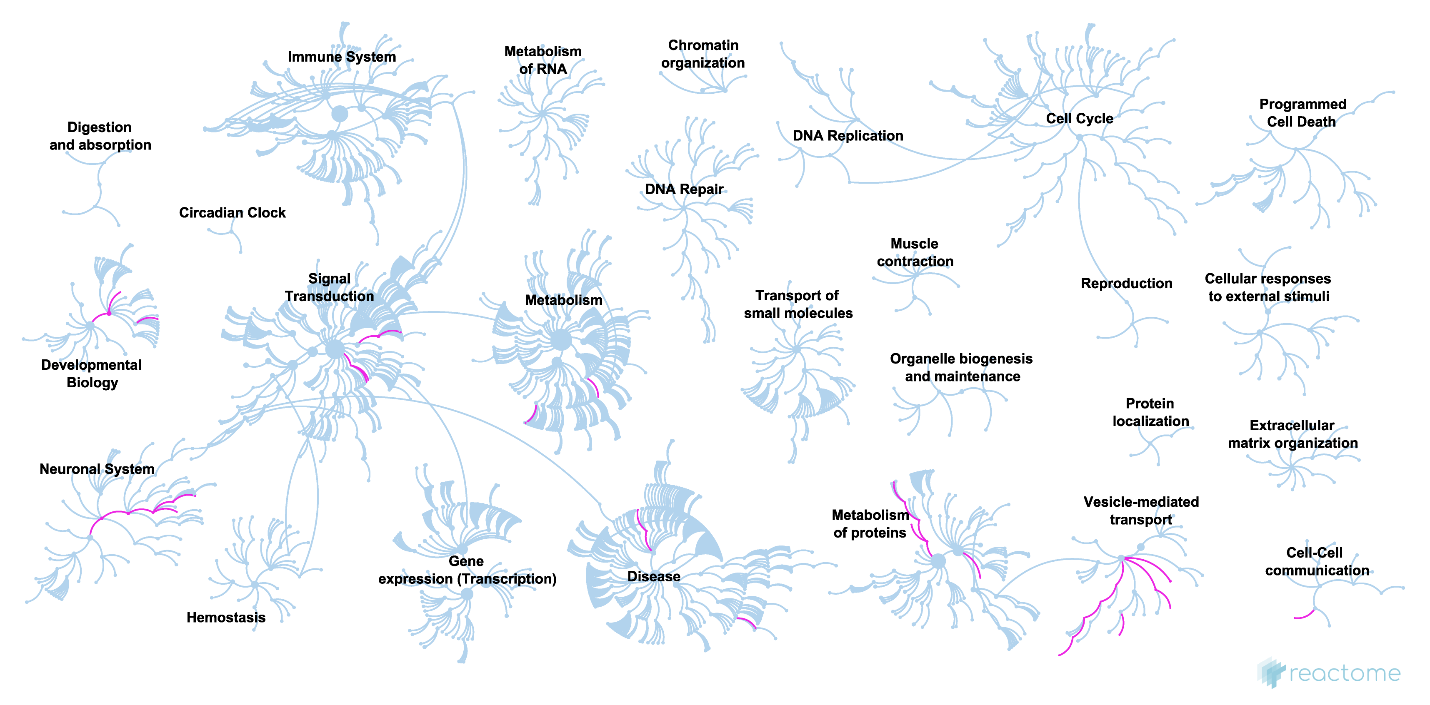 Immune System
Metabolism
of RNA
Chromatin
organization
Digestion
and absorption
DNA Replication
Cell Cycle
Programmed
Cell Death
Circadian Clock
DNA Repair
Signal
Transduction
Metabolism
Transport of
small molecules
Muscle
contraction
Reproduction
Cellular responses
to external stimuli
Developmental
Biology
Organelle biogenesis
and maintenance
Protein
localization
Extracellular
matrix organization
Neuronal System
Hemostasis
Gene
expression (Transcription)
Disease
Metabolism
of proteins
Vesicle-mediated
transport
Cell-Cell
communication
reactome